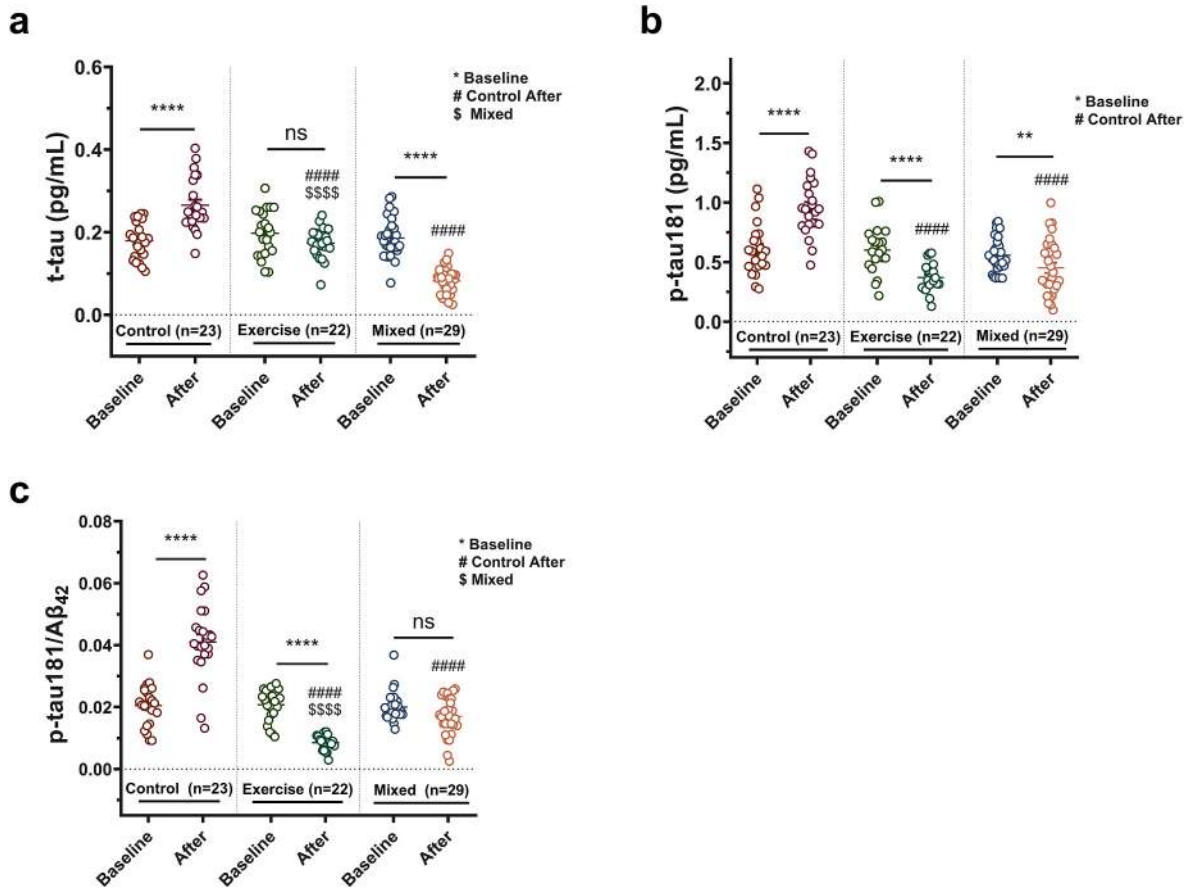 a
t-tau (pg/mL)
0.6
0.4
0.2
0.0
* Baseline
# Control After
$ Mixed
****
ns
####
$$$$
****
####
Control (n=23)
Exercise (n=22)
Mixed (n=29)
Baseline
After
Baseline
After
Baseline
After
b
p-tau181 (pg/mL)
2.0
1.5
1.0
0.5
0.0
* Baseline
# Control After
****
****
####
**
####
Control (n=23)
Exercise (n=22)
Mixed (n=29)
Baseline
After
Baseline
After
Baseline
After
c
p-tau181/Aβ42
0.08
0.06
0.04
0.02
0.00
* Baseline
# Control After
$ Mixed
****
****
####
$$$$
ns
####
Control (n=23)
Exercise (n=22)
Mixed (n=29)
Baseline
After
Baseline
After
Baseline
After